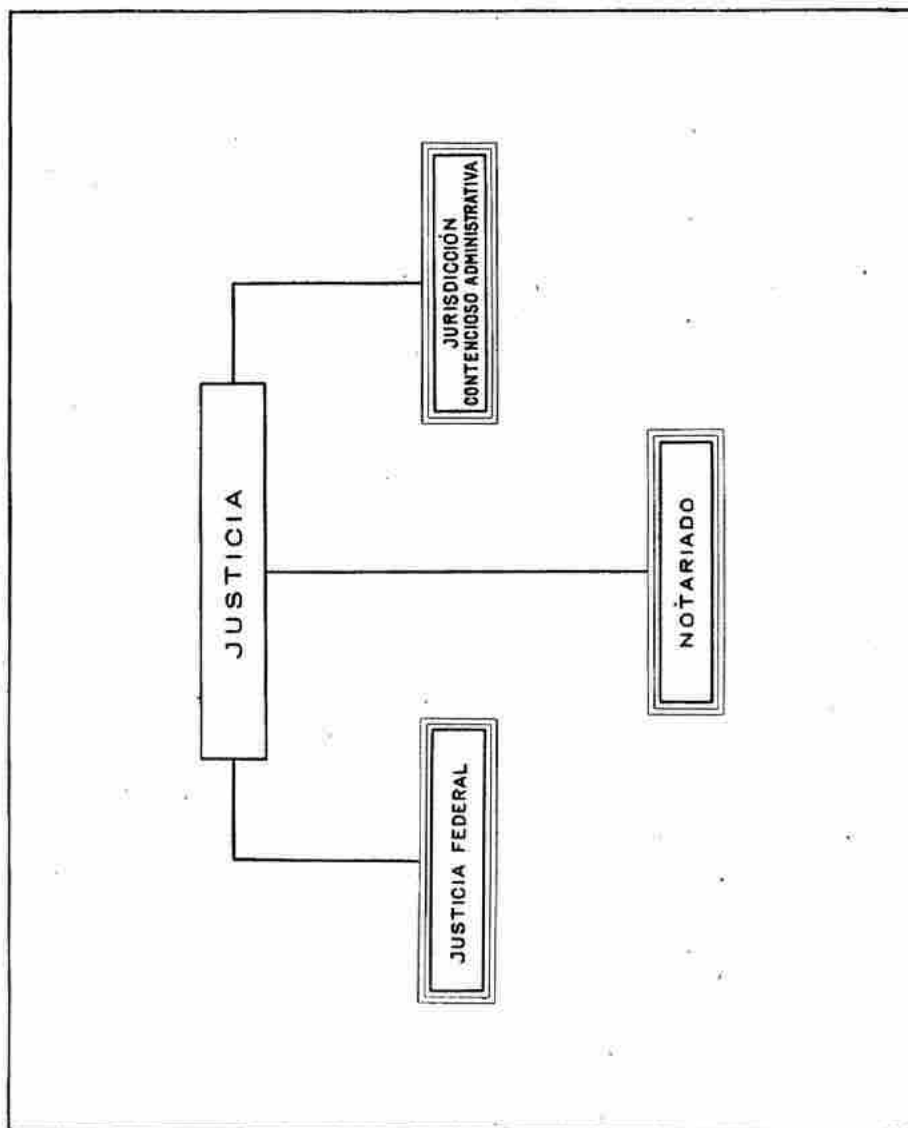 JUSTICIA
JUSTICIA FEDERAL
NOTARIADO
JURISDICCIÓN
CONTENCIOSO ADMINISTRATIVA